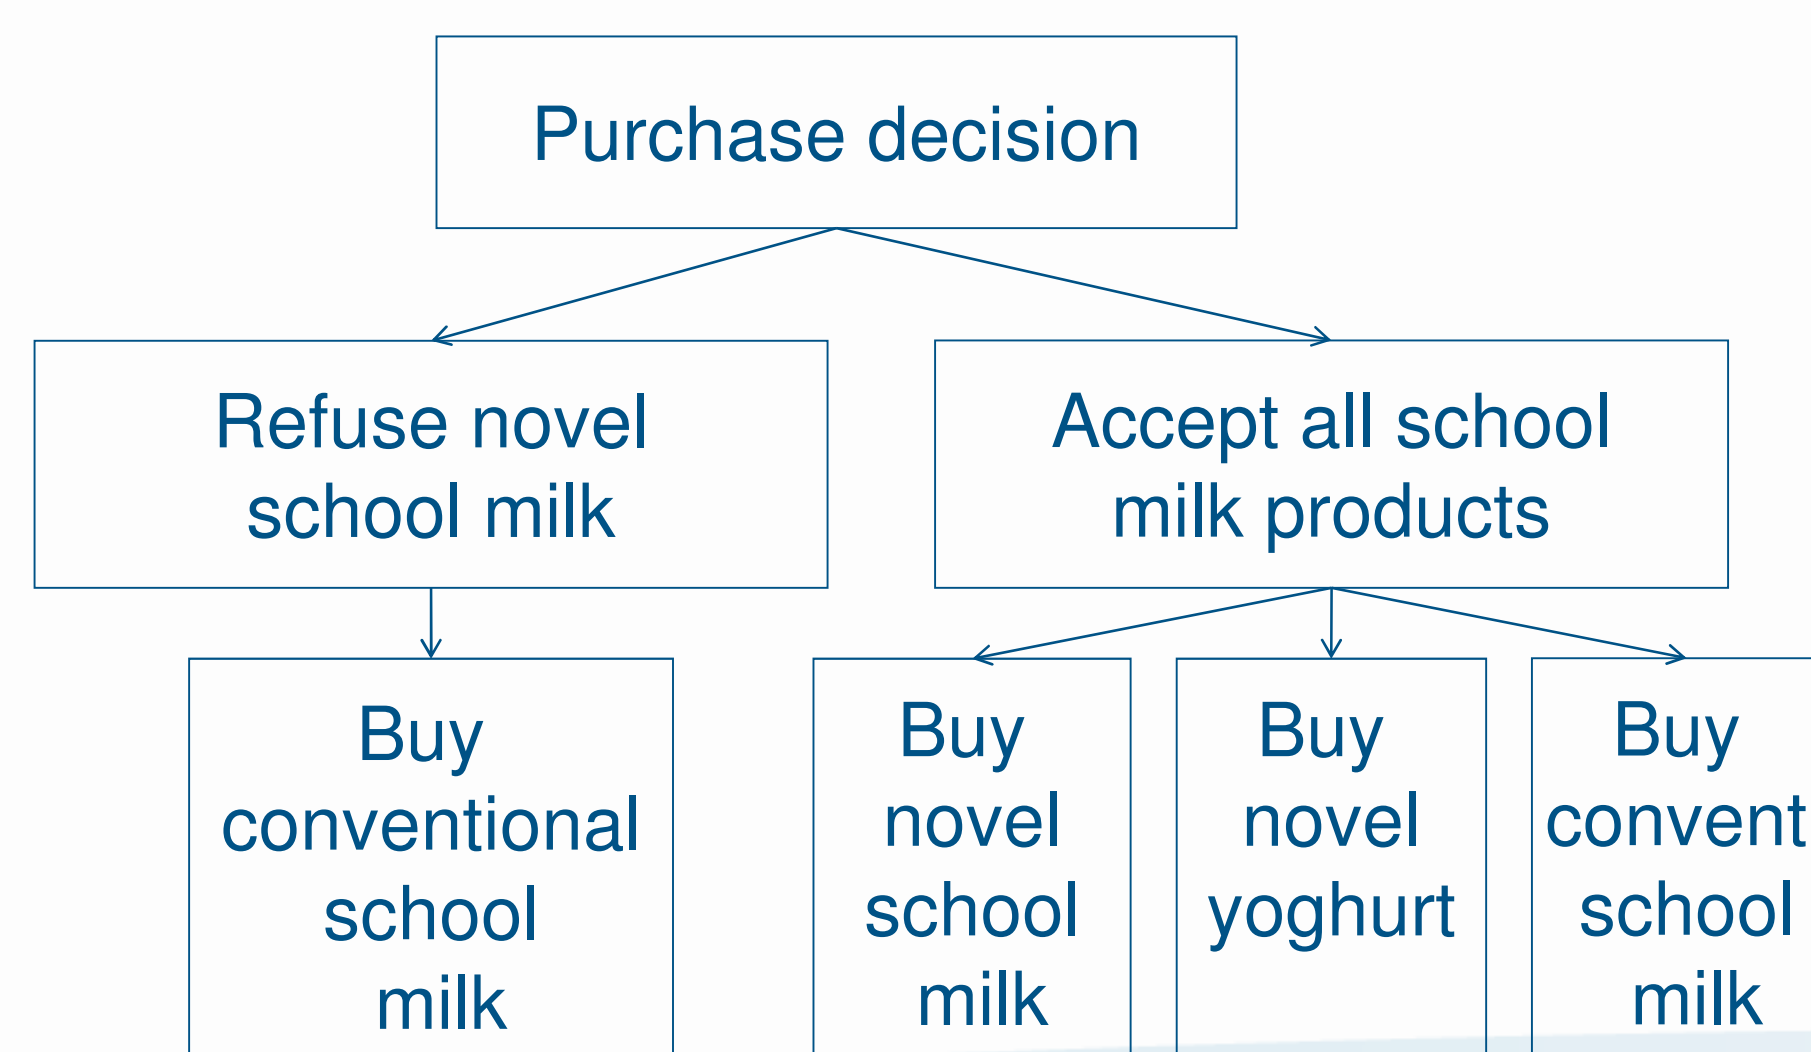 Purchase decision
Refuse novel
school milk
Accept all school
milk products
Buy
conventional
school
milk
Buy
novel
school
milk
Buy
novel
yoghurt
Buy
convent
school
milk